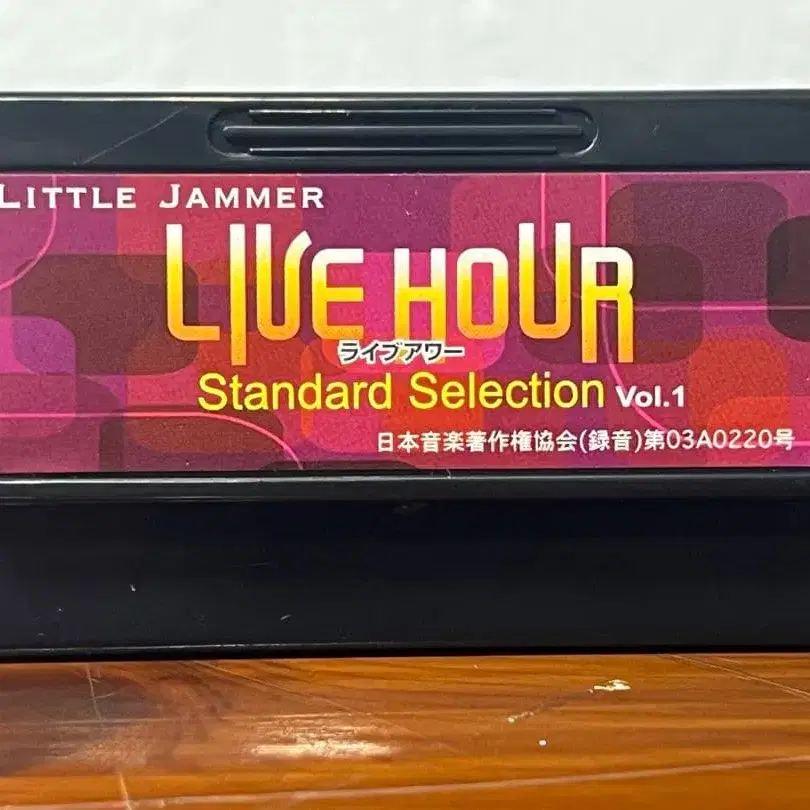 LITTLE JAMMER
LIVE HOUR
ライブアワー
Standard Selection Vol.1
日本音楽著作権協会(録音)第03A0220号